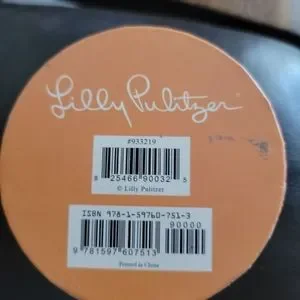 Lilly Pulitzer
#933219
8 25466 90032 5
© Lilly Pulitzer
ISBN 978-1-59760-751-3
90000
9 781597 607513
Printed in China